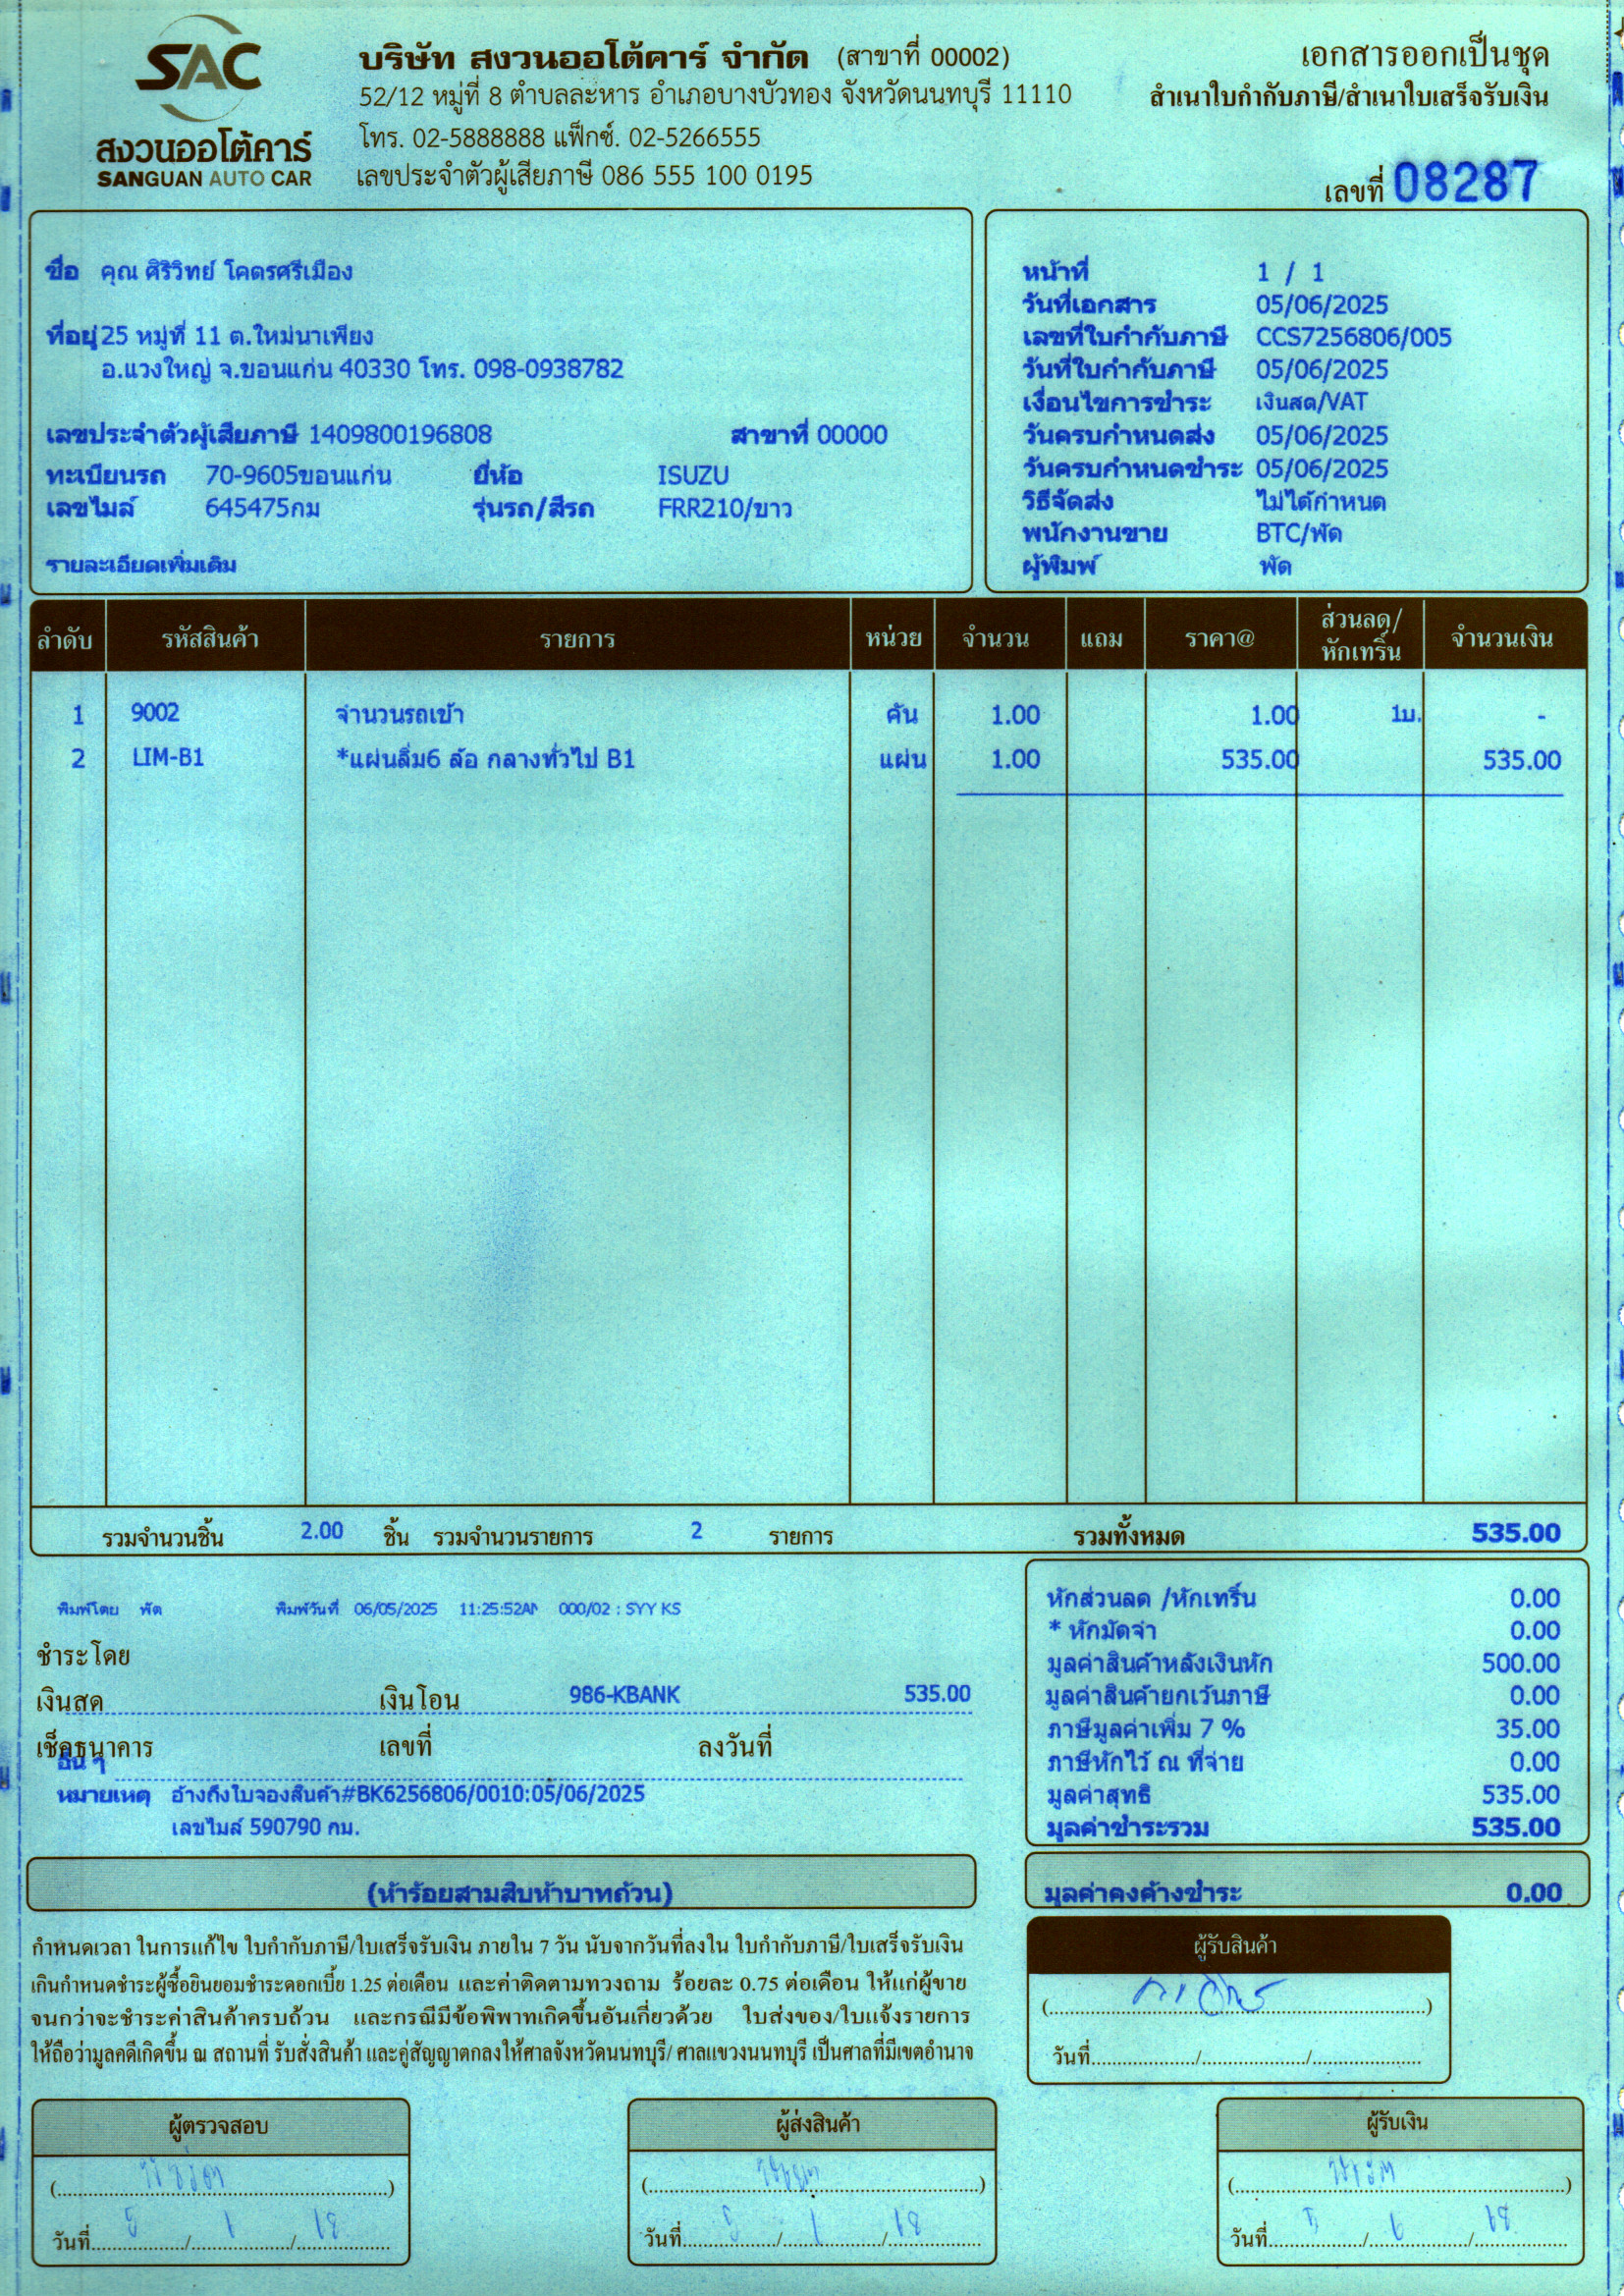 SAC
สงวนออโต้คาร์
SANGUAN AUTO CAR
บริษัท สงวนออโต้คาร์ จำกัด (สาขาที่ 00002)
52/12 หมู่ที่ 8 ตำบลละหาร อำเภอบางบัวทอง จังหวัดนนทบุรี 11110
โทร. 02-5888888 แฟ็กซ์. 02-5266555
เลขประจำตัวผู้เสียภาษี 086 555 100 0195
เอกสารออกเป็นชุด
สำเนาใบกำกับภาษี/สำเนาใบเสร็จรับเงิน
เลขที่ 08287
ชื่อ คุณ ศิริวิทย์ โคตรศรีเมือง
ที่อยู่ 25 หมู่ที่ 11 ต.ใหม่นาเพียง
อ.แวงใหญ่ จ.ขอนแก่น 40330 โทร. 098-0938782
เลขประจำตัวผู้เสียภาษี 1409800196808 สาขาที่ 00000
ทะเบียนรถ 70-9605ขอนแก่น ยี่ห้อ ISUZU
เลขไมล์ 645475กม รุ่นรถ/สีรถ FRR210/ขาว
รายละเอียดเพิ่มเติม
หน้าที่ 1 / 1
วันที่เอกสาร 05/06/2025
เลขที่ใบกำกับภาษี CCS7256806/005
วันที่ใบกำกับภาษี 05/06/2025
เงื่อนไขการชำระ เงินสด/VAT
วันครบกำหนดส่ง 05/06/2025
วันครบกำหนดชำระ 05/06/2025
วิธีจัดส่ง ไม่ได้กำหนด
พนักงานขาย BTC/พัด
ผู้พิมพ์ พัด
ลำดับ รหัสสินค้า รายการ หน่วย จำนวน แถม ราคา@ ส่วนลด/หักเทริ์น จำนวนเงิน
1 9002 จำนวนรถเข้า คัน 1.00 1.00 1บ. -
2 LIM-B1 *แผ่นลิ่ม6 ล้อ กลางทั่วไป B1 แผ่น 1.00 535.00 535.00
รวมจำนวนชิ้น 2.00 ชิ้น รวมจำนวนรายการ 2 รายการ รวมทั้งหมด 535.00
พิมพ์โดย พัด พิมพ์วันที่ 06/05/2025 11:25:52AM 000/02 : SYY KS
ชำระโดย
เงินสด เงินโอน 986-KBANK 535.00
เช็คธนาคาร เลขที่ ลงวันที่
อื่น ๆ
หมายเหตุ อ้างถึงใบจองสินค้า#BK6256806/0010:05/06/2025
เลขไมล์ 590790 กม.
หักส่วนลด /หักเทริ์น 0.00
* หักมัดจำ 0.00
มูลค่าสินค้าหลังเงินหัก 500.00
มูลค่าสินค้ายกเว้นภาษี 0.00
ภาษีมูลค่าเพิ่ม 7 % 35.00
ภาษีหักไว้ ณ ที่จ่าย 0.00
มูลค่าสุทธิ 535.00
มูลค่าชำระรวม 535.00
(ห้าร้อยสามสิบห้าบาทถ้วน)
มูลค่าคงค้างชำระ 0.00
กำหนดเวลา ในการแก้ไข ใบกำกับภาษี/ใบเสร็จรับเงิน ภายใน 7 วัน นับจากวันที่ลงใน ใบกำกับภาษี/ใบเสร็จรับเงิน
เกินกำหนดชำระผู้ซื้อยินยอมชำระดอกเบี้ย 1.25 ต่อเดือน และค่าติดตามทวงถาม ร้อยละ 0.75 ต่อเดือน ให้แก่ผู้ขาย
จนกว่าจะชำระค่าสินค้าครบถ้วน และกรณีมีข้อพิพาทเกิดขึ้นอันเกี่ยวด้วย ใบส่งของ/ใบแจ้งรายการ
ให้ถือว่ามูลคดีเกิดขึ้น ณ สถานที่ รับสั่งสินค้า และคู่สัญญาตกลงให้ศาลจังหวัดนนทบุรี/ ศาลแขวงนนทบุรี เป็นศาลที่มีเขตอำนาจ
ผู้รับสินค้า
วันที่
ผู้ตรวจสอบ ผู้ส่งสินค้า ผู้รับเงิน
วันที่ วันที่ วันที่